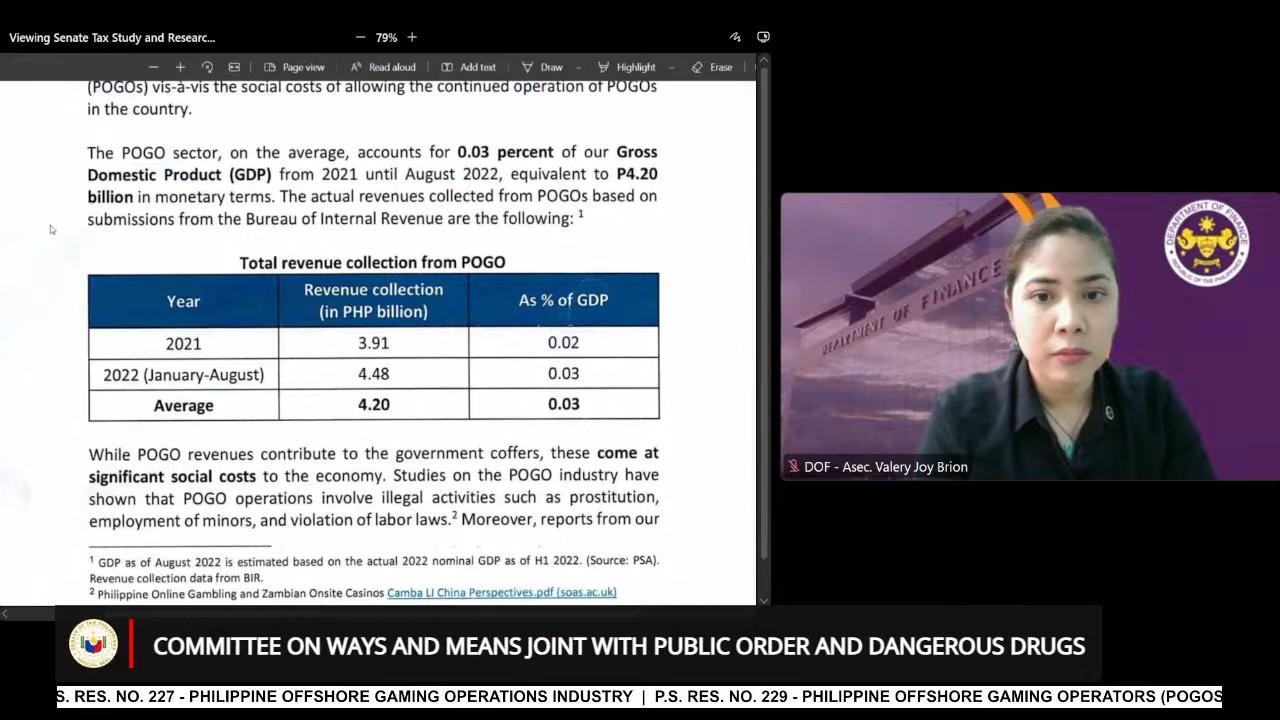 Viewing Senate Tax Study and Researc...
79%
Page view
Read aloud
Add text
Draw
Highlight
Erase
(POGOs) vis-à-vis the social costs of allowing the continued operation of POGOs
in the country.
The POGO sector, on the average, accounts for 0.03 percent of our Gross
Domestic Product (GDP) from 2021 until August 2022, equivalent to P4.20
billion in monetary terms. The actual revenues collected from POGOs based on
submissions from the Bureau of Internal Revenue are the following: 1
Total revenue collection from POGO
Year
Revenue collection
(in PHP billion)
As % of GDP
2021 3.91 0.02
2022 (January-August) 4.48 0.03
Average 4.20 0.03
While POGO revenues contribute to the government coffers, these come at
significant social costs to the economy. Studies on the POGO industry have
shown that POGO operations involve illegal activities such as prostitution,
employment of minors, and violation of labor laws.2 Moreover, reports from our
1 GDP as of August 2022 is estimated based on the actual 2022 nominal GDP as of H1 2022. (Source: PSA).
Revenue collection data from BIR.
2 Philippine Online Gambling and Zambian Onsite Casinos Camba LI China Perspectives.pdf (soas.ac.uk)
DEPARTMENT OF FINANCE
DEPARTMENT OF FINANCE
REPUBLIC OF THE PHILIPPINES
DOF - Asec. Valery Joy Brion
COMMITTEE ON WAYS AND MEANS JOINT WITH PUBLIC ORDER AND DANGEROUS DRUGS
S. RES. NO. 227 - PHILIPPINE OFFSHORE GAMING OPERATIONS INDUSTRY | P.S. RES. NO. 229 - PHILIPPINE OFFSHORE GAMING OPERATORS (POGOS